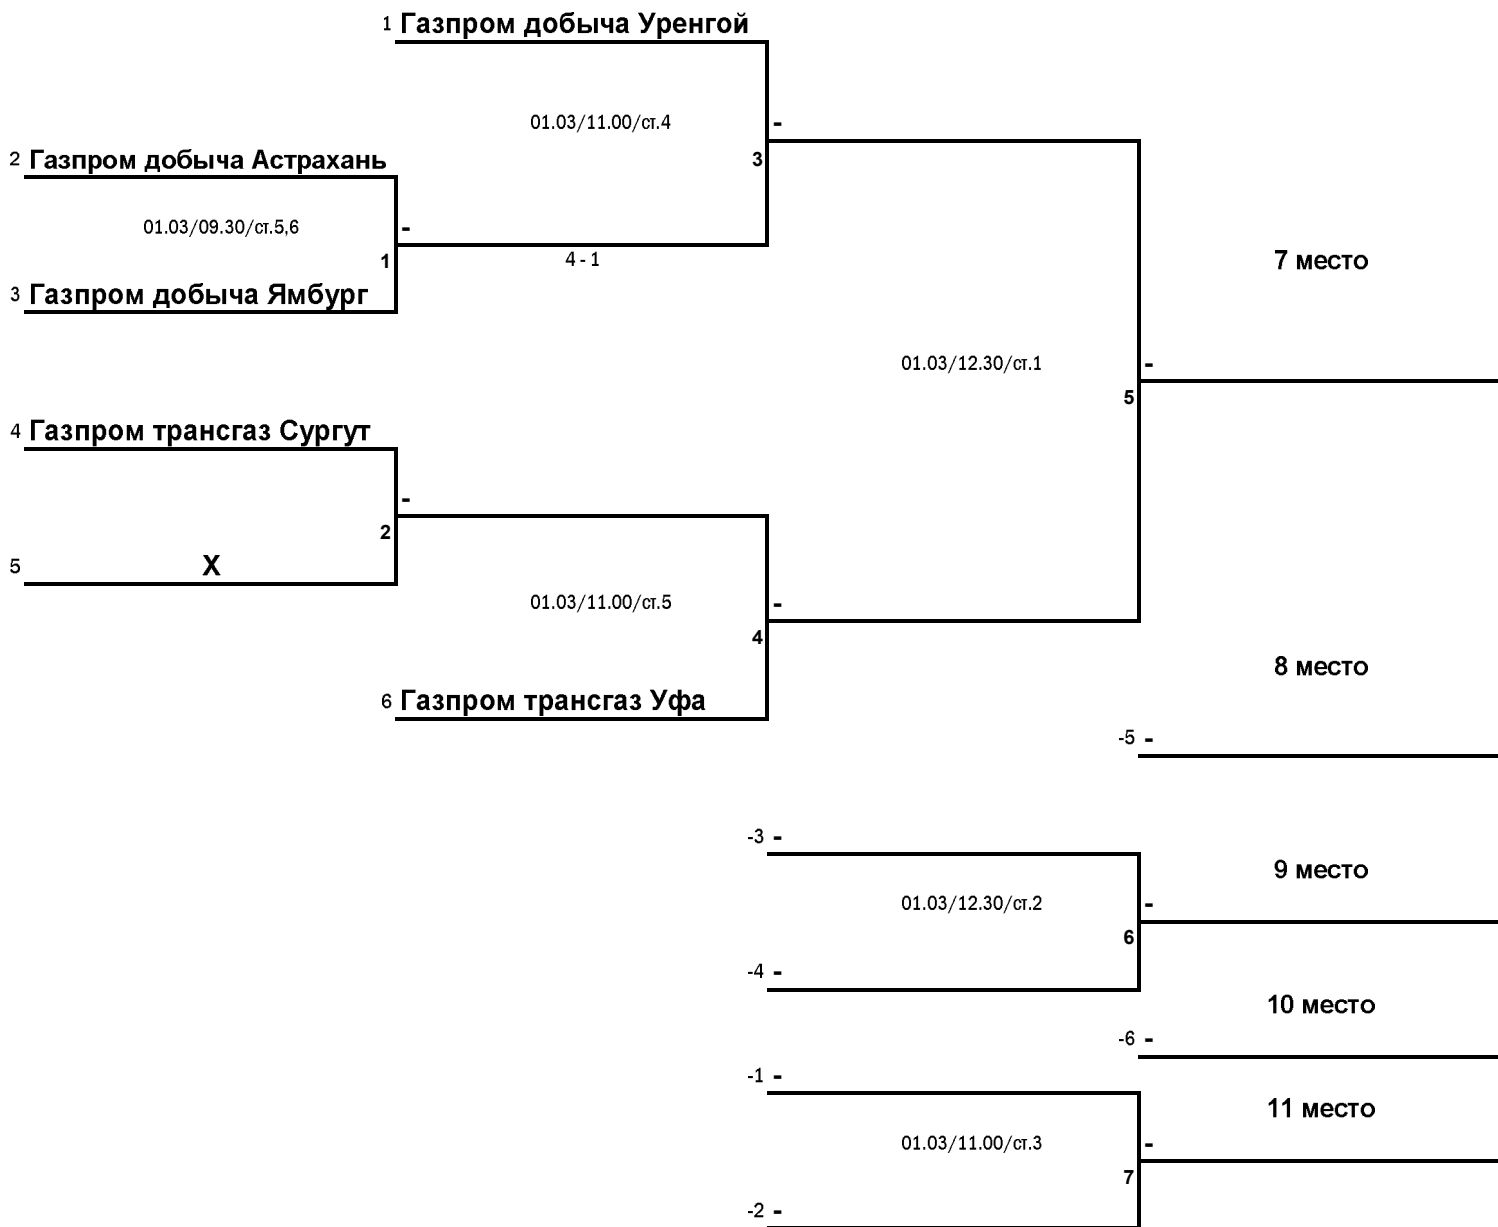 1 Газпром добыча Уренгой
01.03/11.00/ст.4
-
3
2 Газпром добыча Астрахань
01.03/09.30/ст.5,6
-
1
4 - 1
3 Газпром добыча Ямбург
7 место
01.03/12.30/ст.1
-
5
4 Газпром трансгаз Сургут
-
2
5 X
01.03/11.00/ст.5
-
4
6 Газпром трансгаз Уфа
8 место
-5 -
-3 -
9 место
01.03/12.30/ст.2
-
6
-4 -
10 место
-6 -
-1 -
11 место
01.03/11.00/ст.3
-
7
-2 -